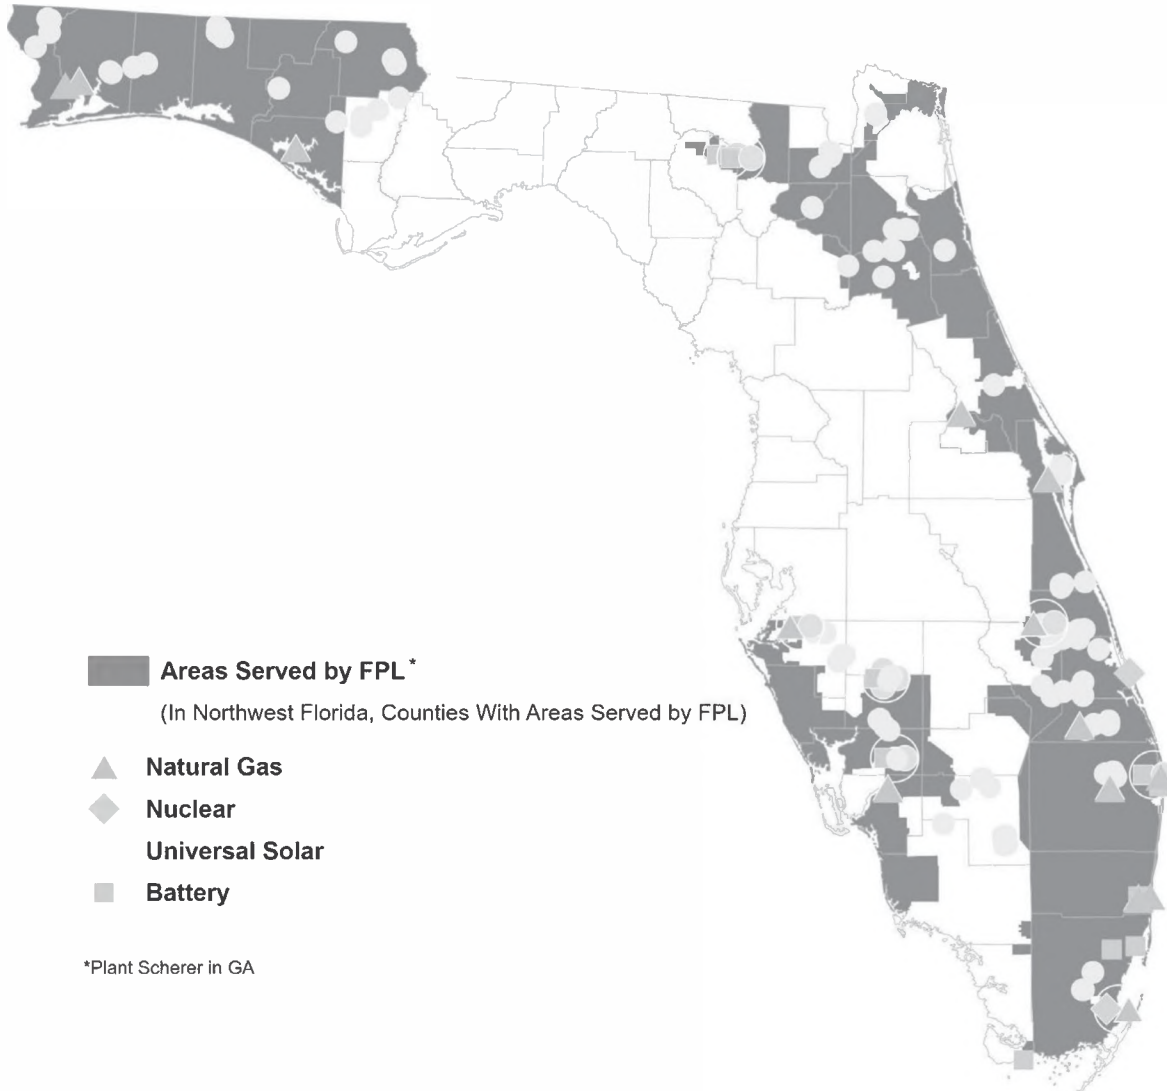 Areas Served by FPL*
(In Northwest Florida, Counties With Areas Served by FPL)
Natural Gas
Nuclear
Universal Solar
Battery
*Plant Scherer in GA